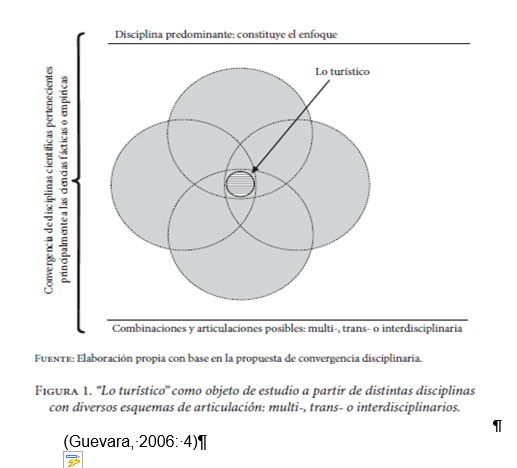 Disciplina predominante: constituye el enfoque
Lo turístico
Convergencia de disciplinas científicas pertenecientes
principalmente a las ciencias fácticas o empíricas
Combinaciones y articulaciones posibles: multi-, trans- o interdisciplinaria
FUENTE: Elaboración propia con base en la propuesta de convergencia disciplinaria.
FIGURA 1. “Lo turístico” como objeto de estudio a partir de distintas disciplinas
con diversos esquemas de articulación: multi-, trans- o interdisciplinarios.
¶
(Guevara,·2006:·4)¶